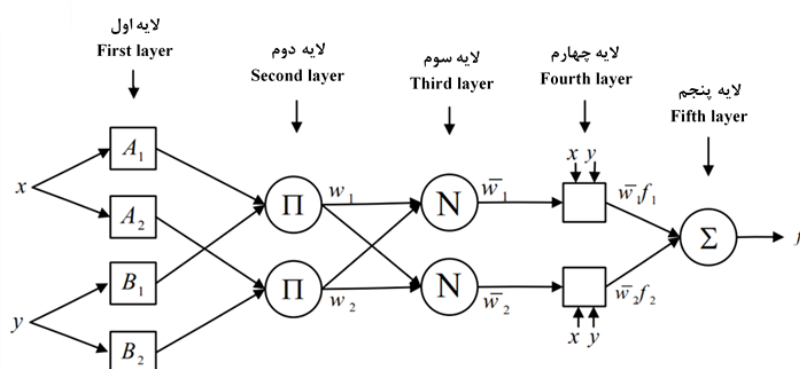 لایه اول
First layer
لایه دوم
Second layer
لایه سوم
Third layer
لایه چهارم
Fourth layer
لایه پنجم
Fifth layer
x
y
A₁
A₂
B₁
B₂
Π
Π
w₁
w₂
N
N
w̄₁
w̄₂
x y
x y
w̄₁f₁
w̄₂f₂
Σ